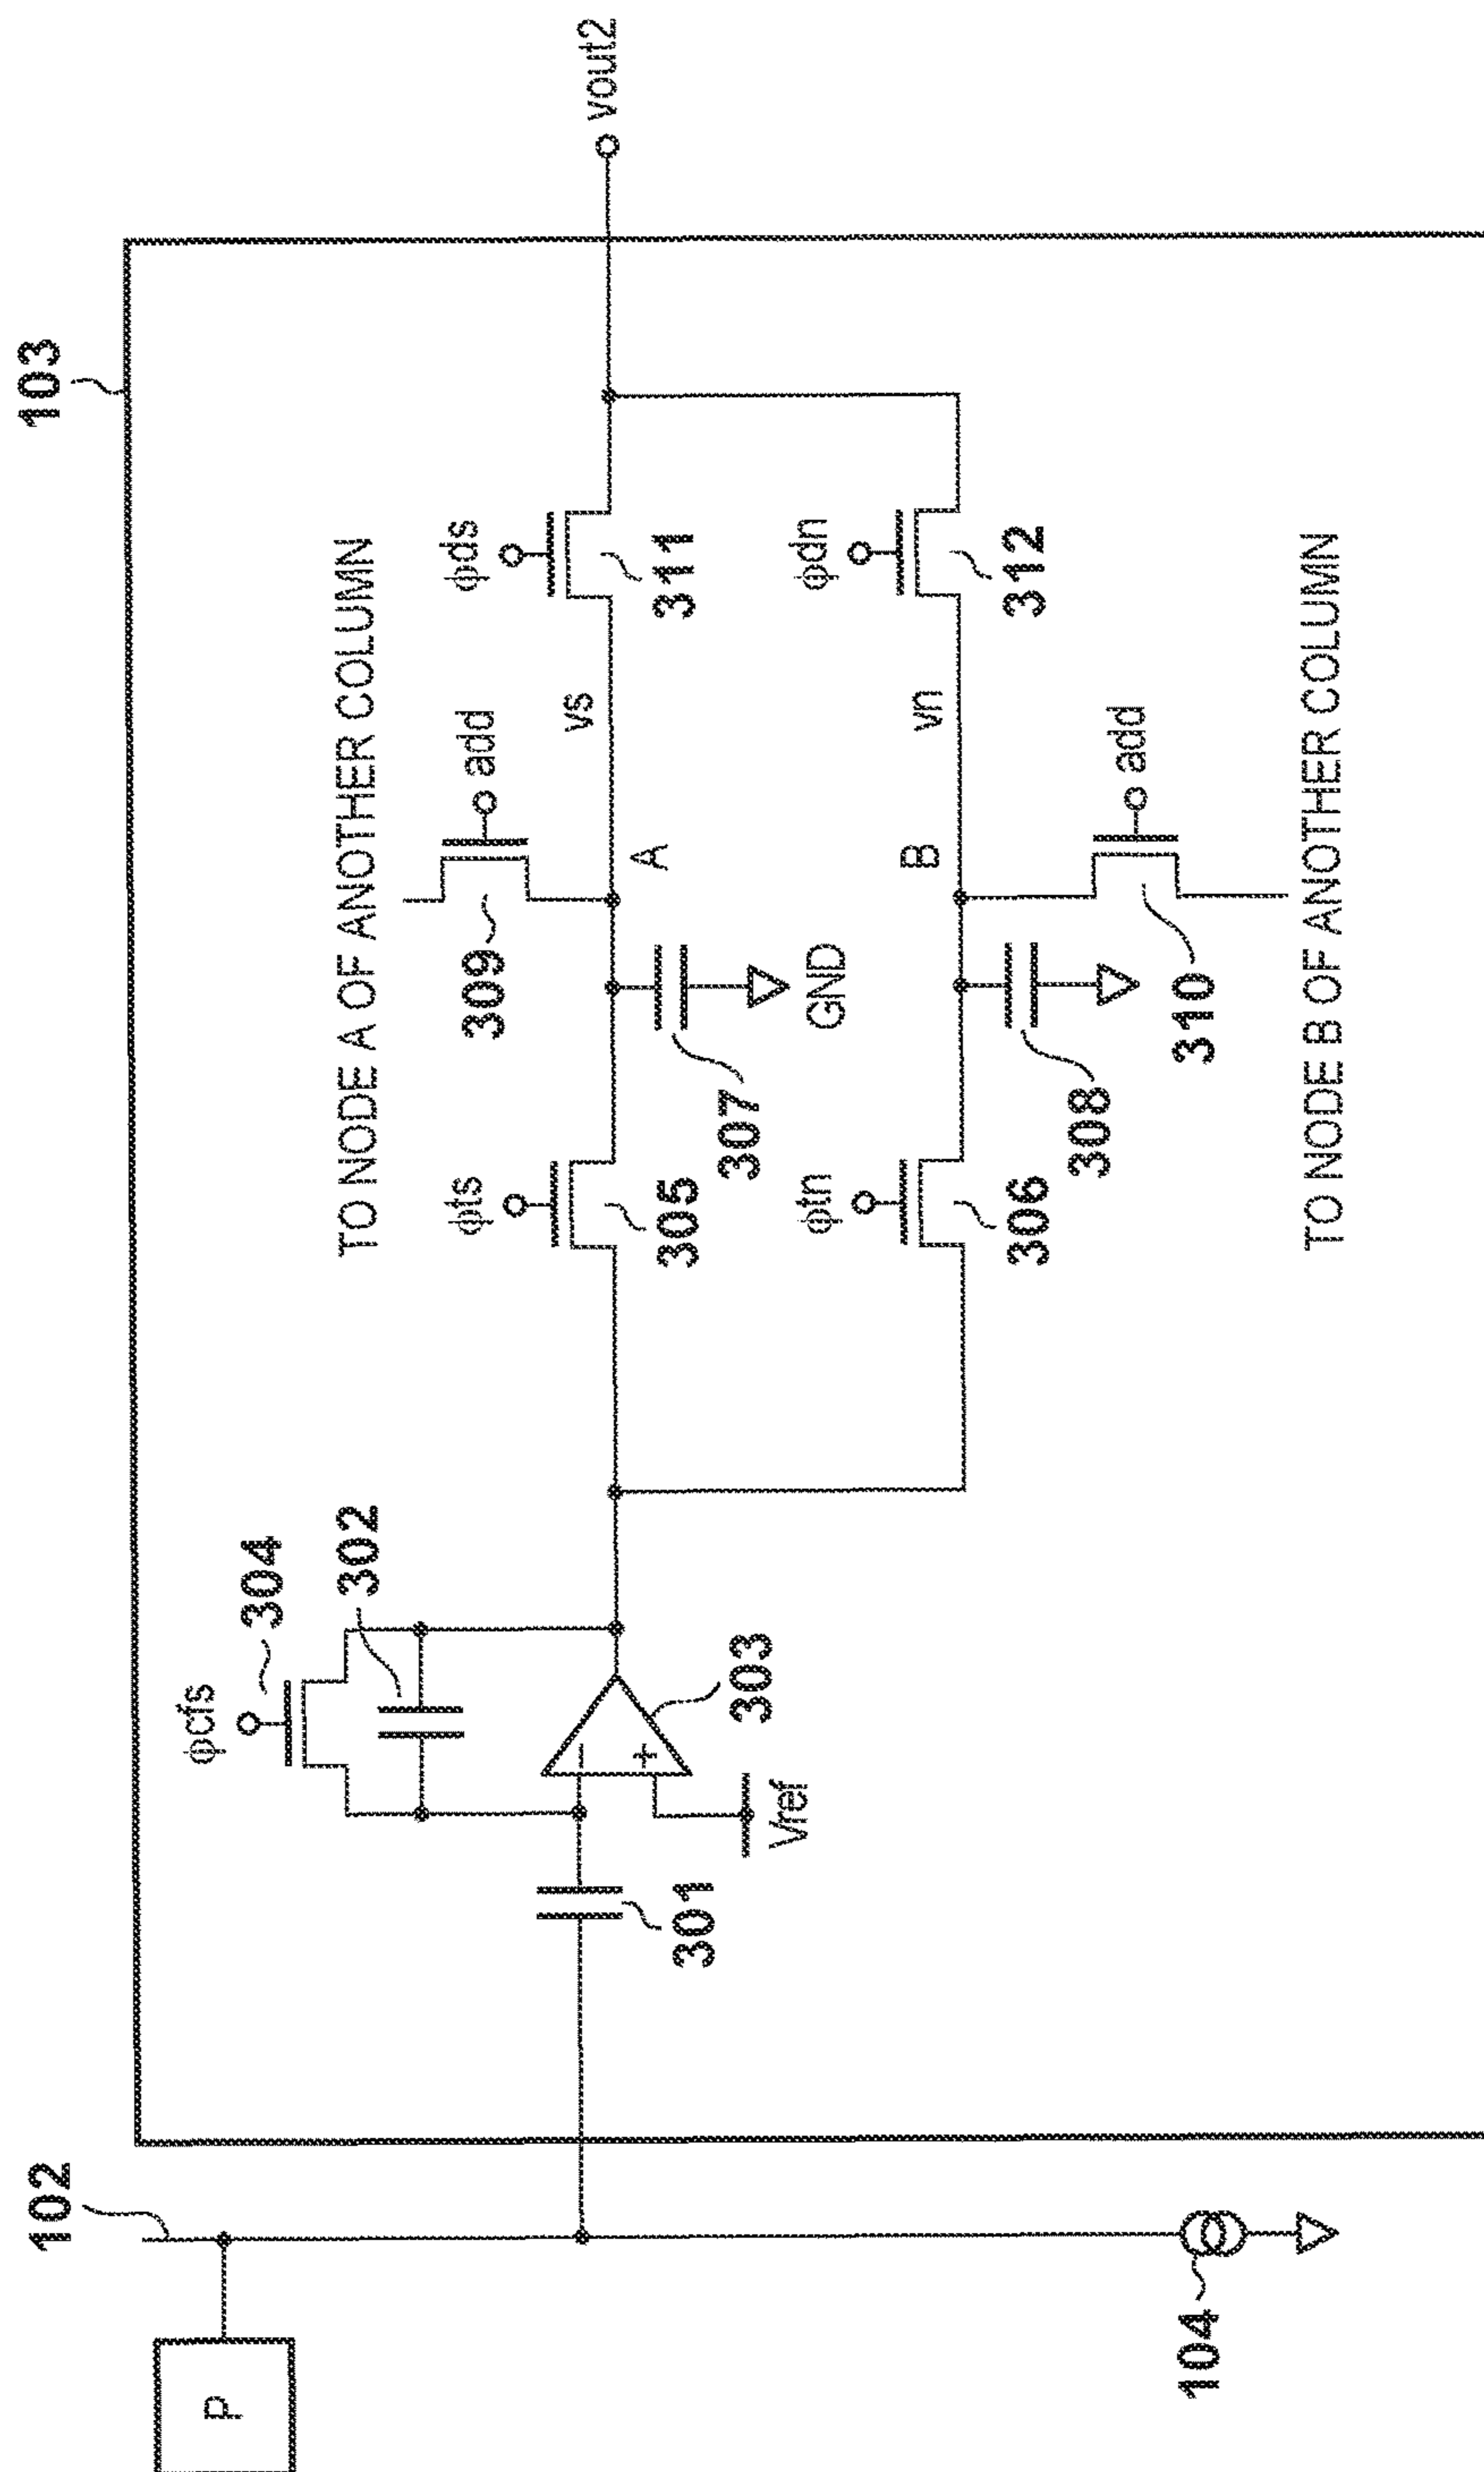 103
102
P
104
φcfs
304
302
303
Vref
301
TO NODE A OF ANOTHER COLUMN
φts
305
309
add
A
vs
φds
311
vout2
307
GND
φtn
306
308
B
vn
φdn
312
310
add
TO NODE B OF ANOTHER COLUMN
−
+